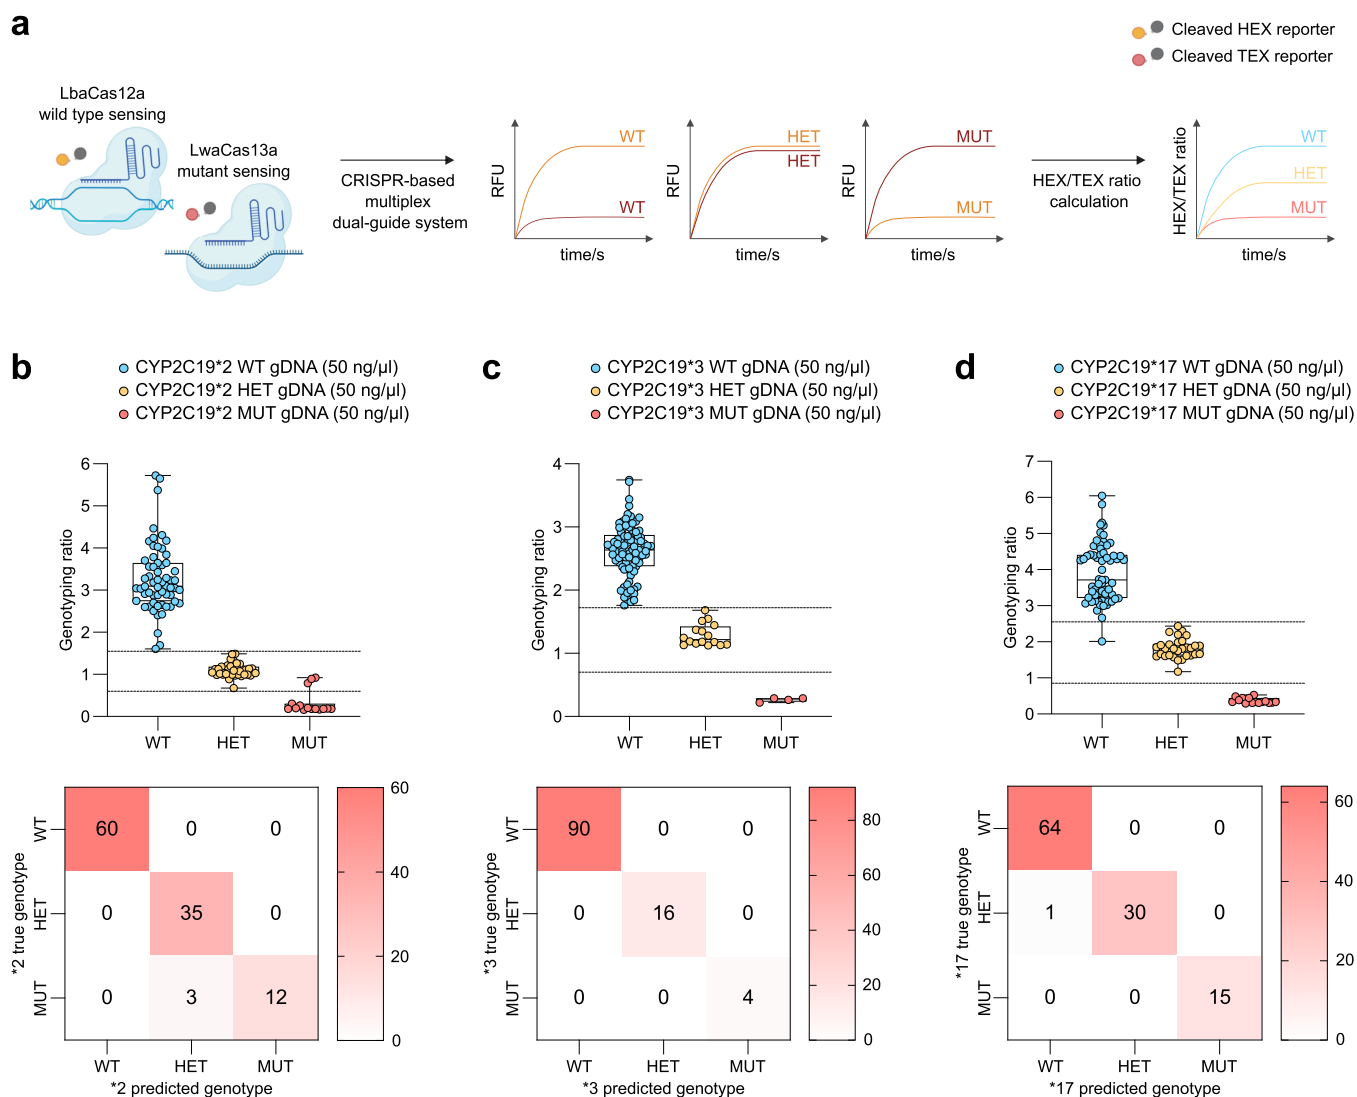 a
Cleaved HEX reporter
Cleaved TEX reporter
LbaCas12a
wild type sensing
LwaCas13a
mutant sensing
CRISPR-based
multiplex
dual-guide system
RFU
WT
WT
time/s
RFU
HET
HET
time/s
RFU
MUT
MUT
time/s
HEX/TEX ratio
calculation
HEX/TEX ratio
WT
HET
MUT
time/s
b
CYP2C19*2 WT gDNA (50 ng/µl)
CYP2C19*2 HET gDNA (50 ng/µl)
CYP2C19*2 MUT gDNA (50 ng/µl)
Genotyping ratio
6
5
4
3
2
1
0
WT HET MUT
*2 true genotype
WT
HET
MUT
60 0 0
0 35 0
0 3 12
WT HET MUT
*2 predicted genotype
60
40
20
0
c
CYP2C19*3 WT gDNA (50 ng/µl)
CYP2C19*3 HET gDNA (50 ng/µl)
CYP2C19*3 MUT gDNA (50 ng/µl)
Genotyping ratio
4
3
2
1
0
WT HET MUT
*3 true genotype
WT
HET
MUT
90 0 0
0 16 0
0 0 4
WT HET MUT
*3 predicted genotype
80
60
40
20
0
d
CYP2C19*17 WT gDNA (50 ng/µl)
CYP2C19*17 HET gDNA (50 ng/µl)
CYP2C19*17 MUT gDNA (50 ng/µl)
Genotyping ratio
7
6
5
4
3
2
1
0
WT HET MUT
*17 true genotype
WT
HET
MUT
64 0 0
1 30 0
0 0 15
WT HET MUT
*17 predicted genotype
60
40
20
0